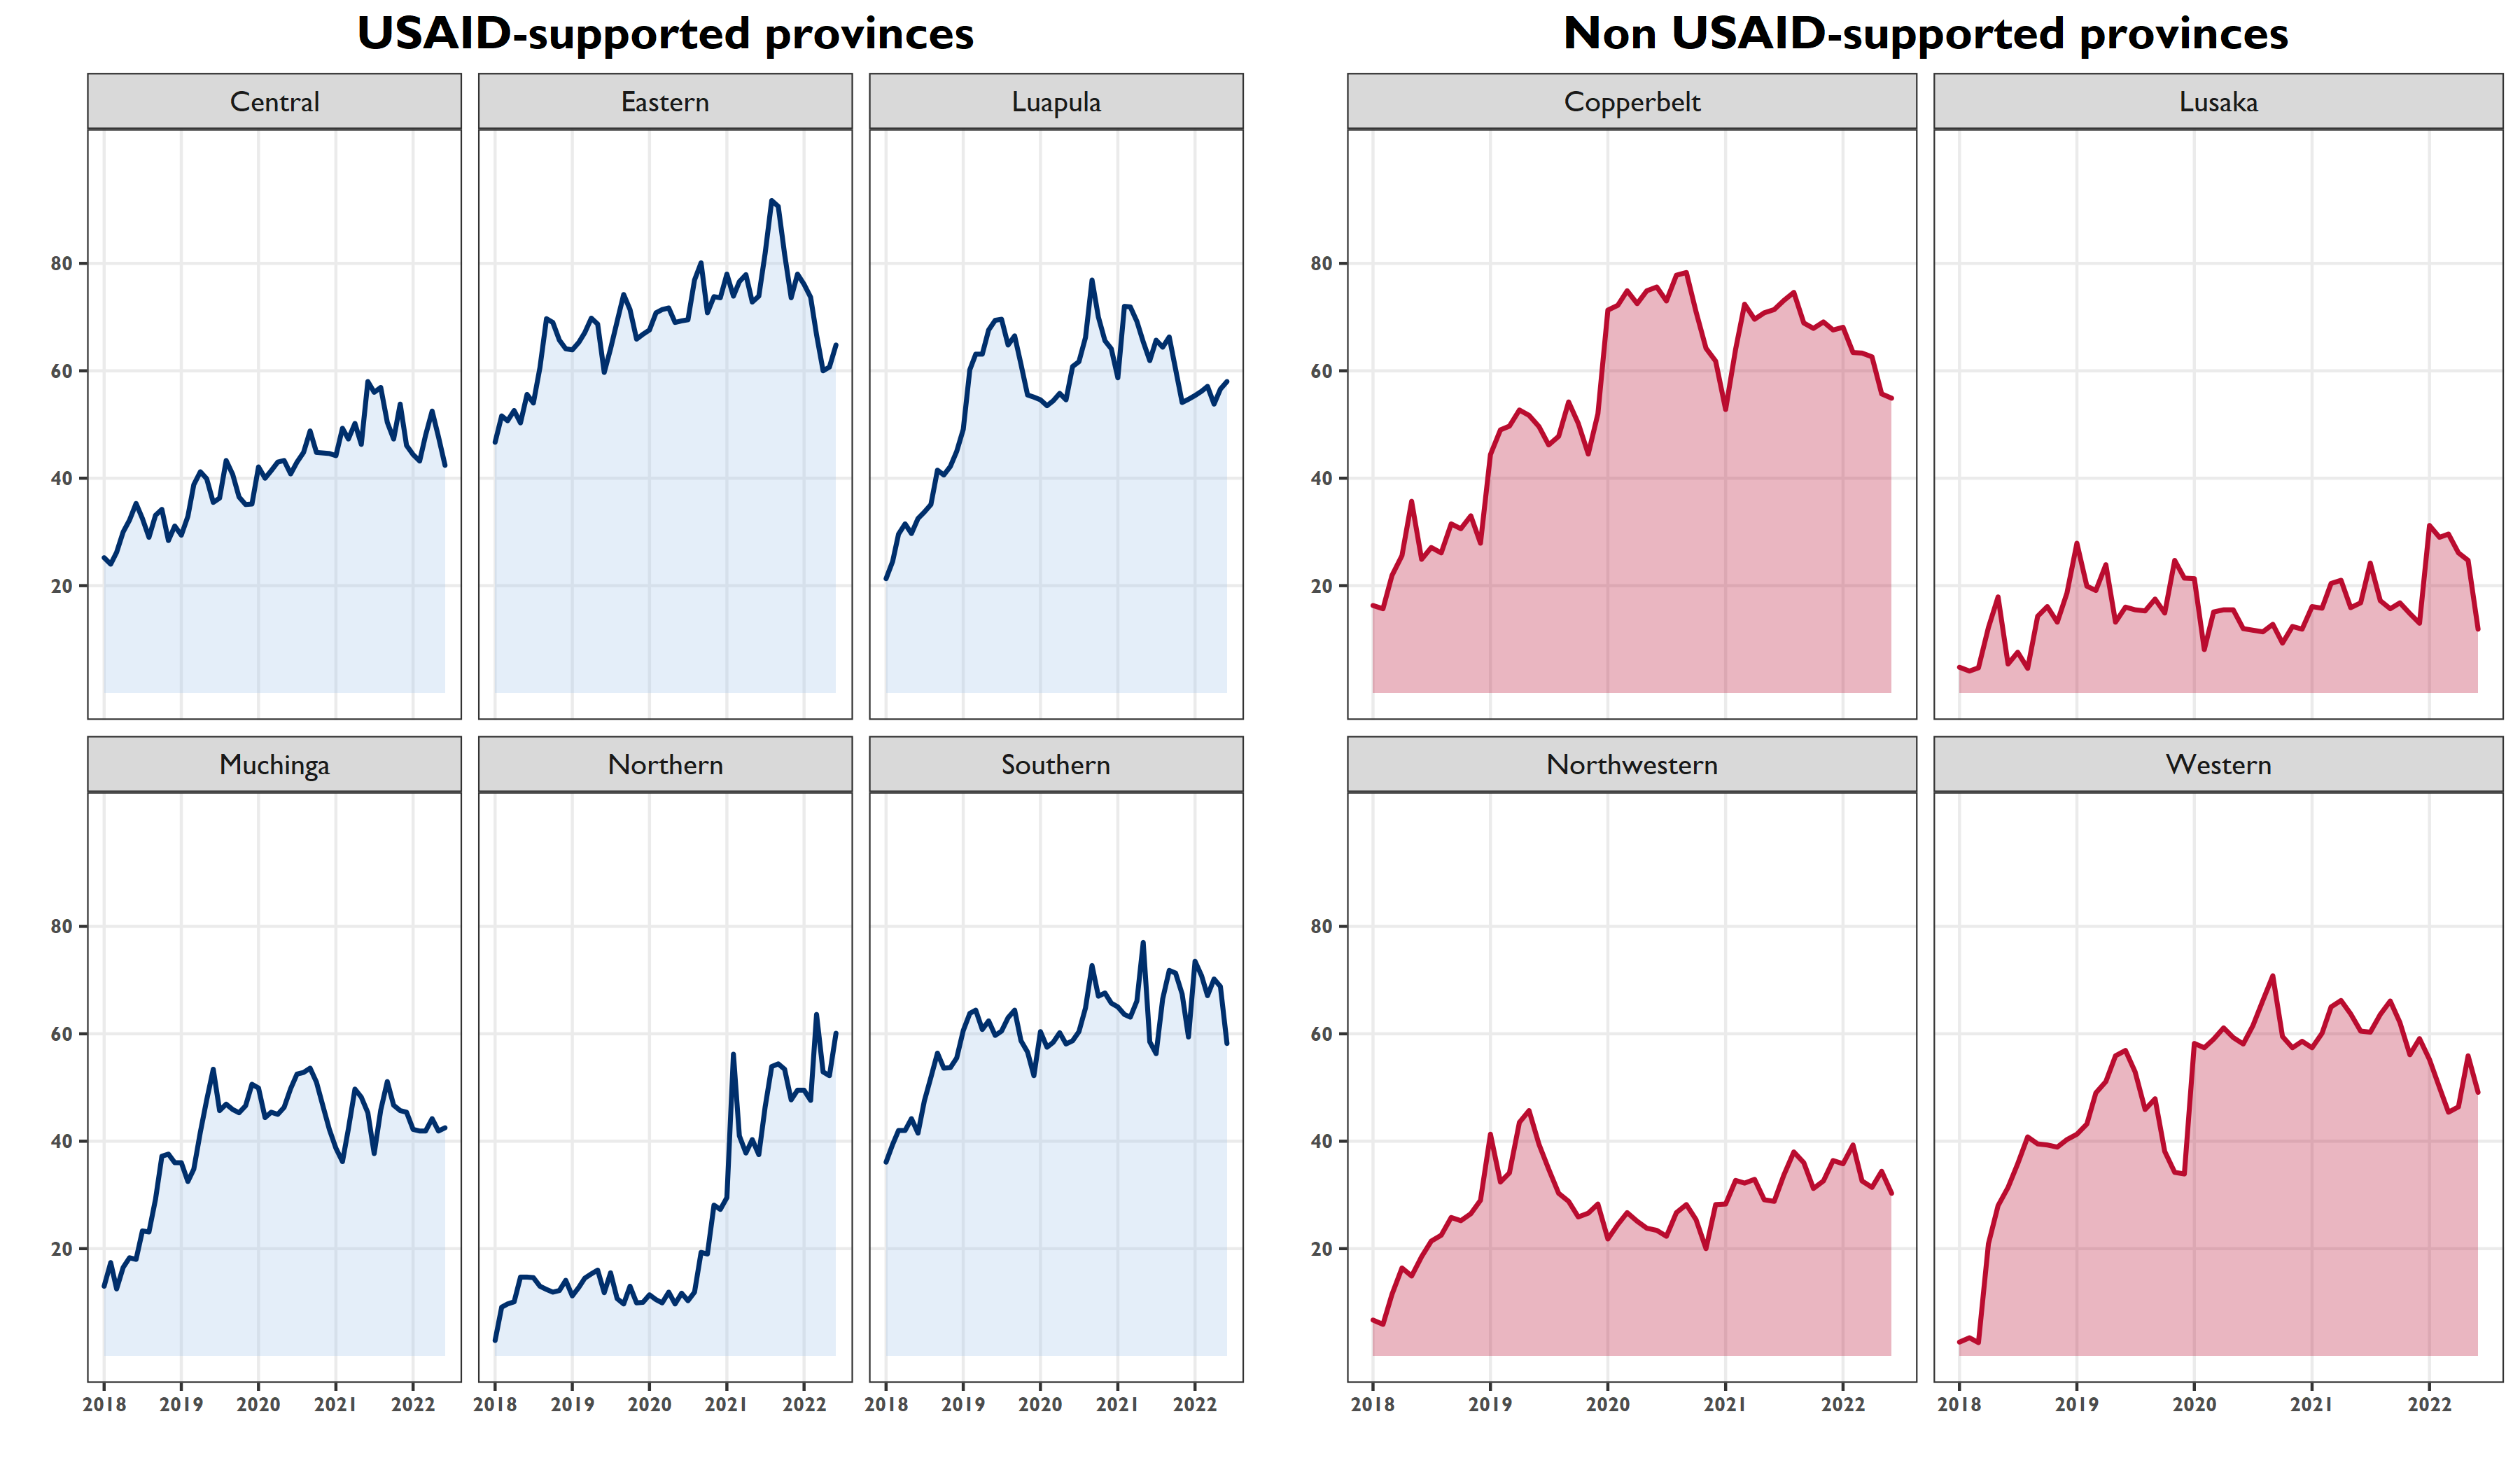 USAID-supported provinces
Non USAID-supported provinces
Central
Eastern
Luapula
Copperbelt
Lusaka
80
60
40
20
80
60
40
20
Muchinga
Northern
Southern
Northwestern
Western
80
60
40
20
80
60
40
20
2018 2019 2020 2021 2022
2018 2019 2020 2021 2022
2018 2019 2020 2021 2022
2018 2019 2020 2021 2022
2018 2019 2020 2021 2022